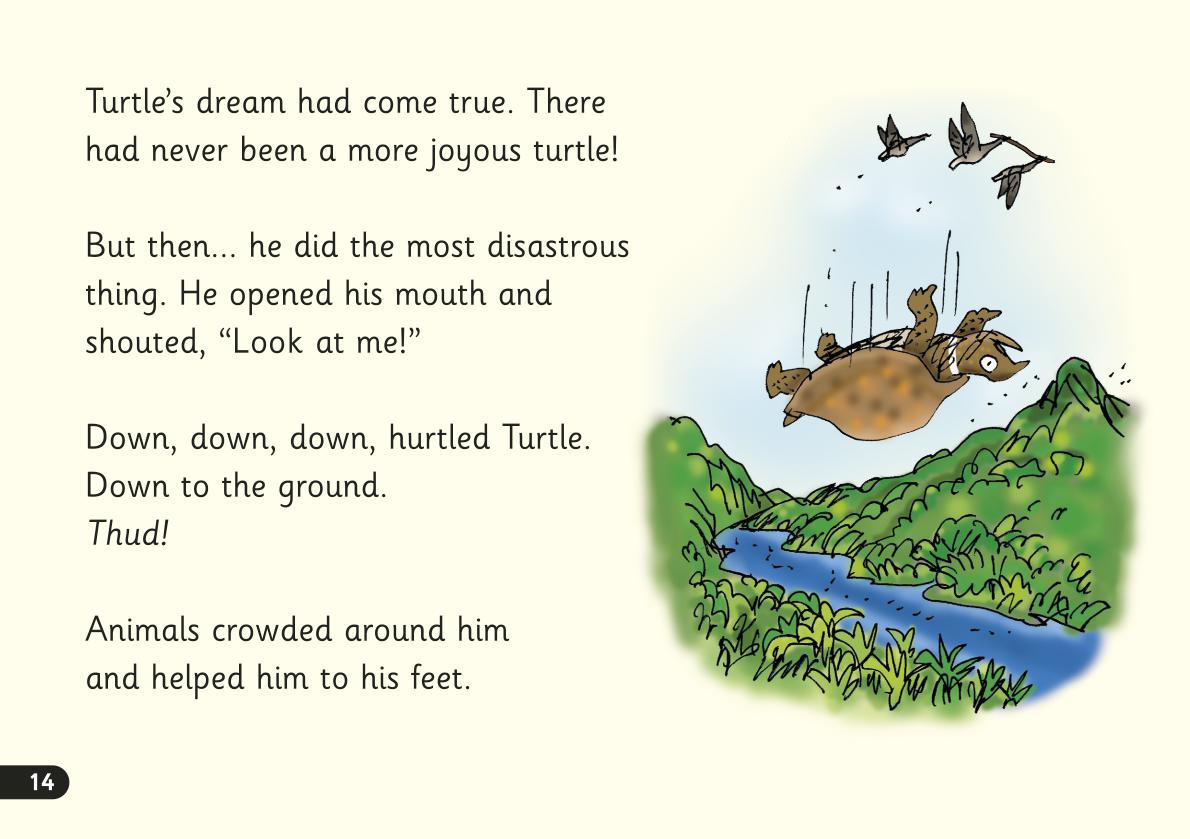 Turtle’s dream had come true. There
had never been a more joyous turtle!
But then... he did the most disastrous
thing. He opened his mouth and
shouted, “Look at me!”
Down, down, down, hurtled Turtle.
Down to the ground.
Thud!
Animals crowded around him
and helped him to his feet.
14